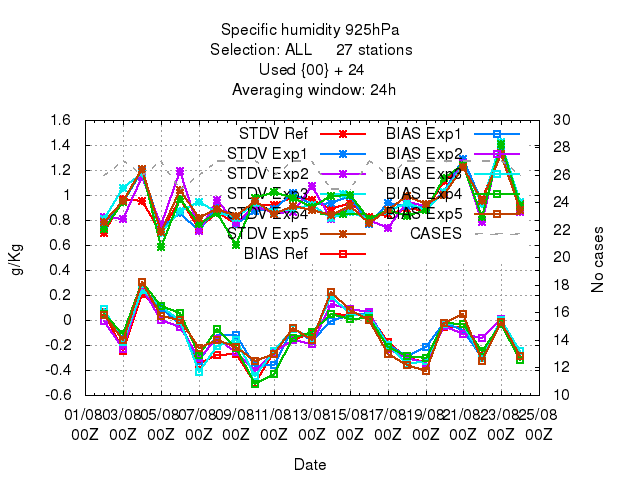 Specific humidity 925hPa
Selection: ALL 27 stations
Used {00} + 24
Averaging window: 24h
STDV Ref
STDV Exp1
STDV Exp2
STDV Exp3
STDV Exp4
STDV Exp5
BIAS Ref
BIAS Exp1
BIAS Exp2
BIAS Exp3
BIAS Exp4
BIAS Exp5
CASES
1.6
1.4
1.2
1
0.8
0.6
0.4
0.2
0
-0.2
-0.4
-0.6
g/Kg
30
28
26
24
22
20
18
16
14
12
10
No cases
01/08 03/08 05/08 07/08 09/08 11/08 13/08 15/08 17/08 19/08 21/08 23/08 25/08
00Z 00Z 00Z 00Z 00Z 00Z 00Z 00Z 00Z 00Z 00Z 00Z 00Z
Date